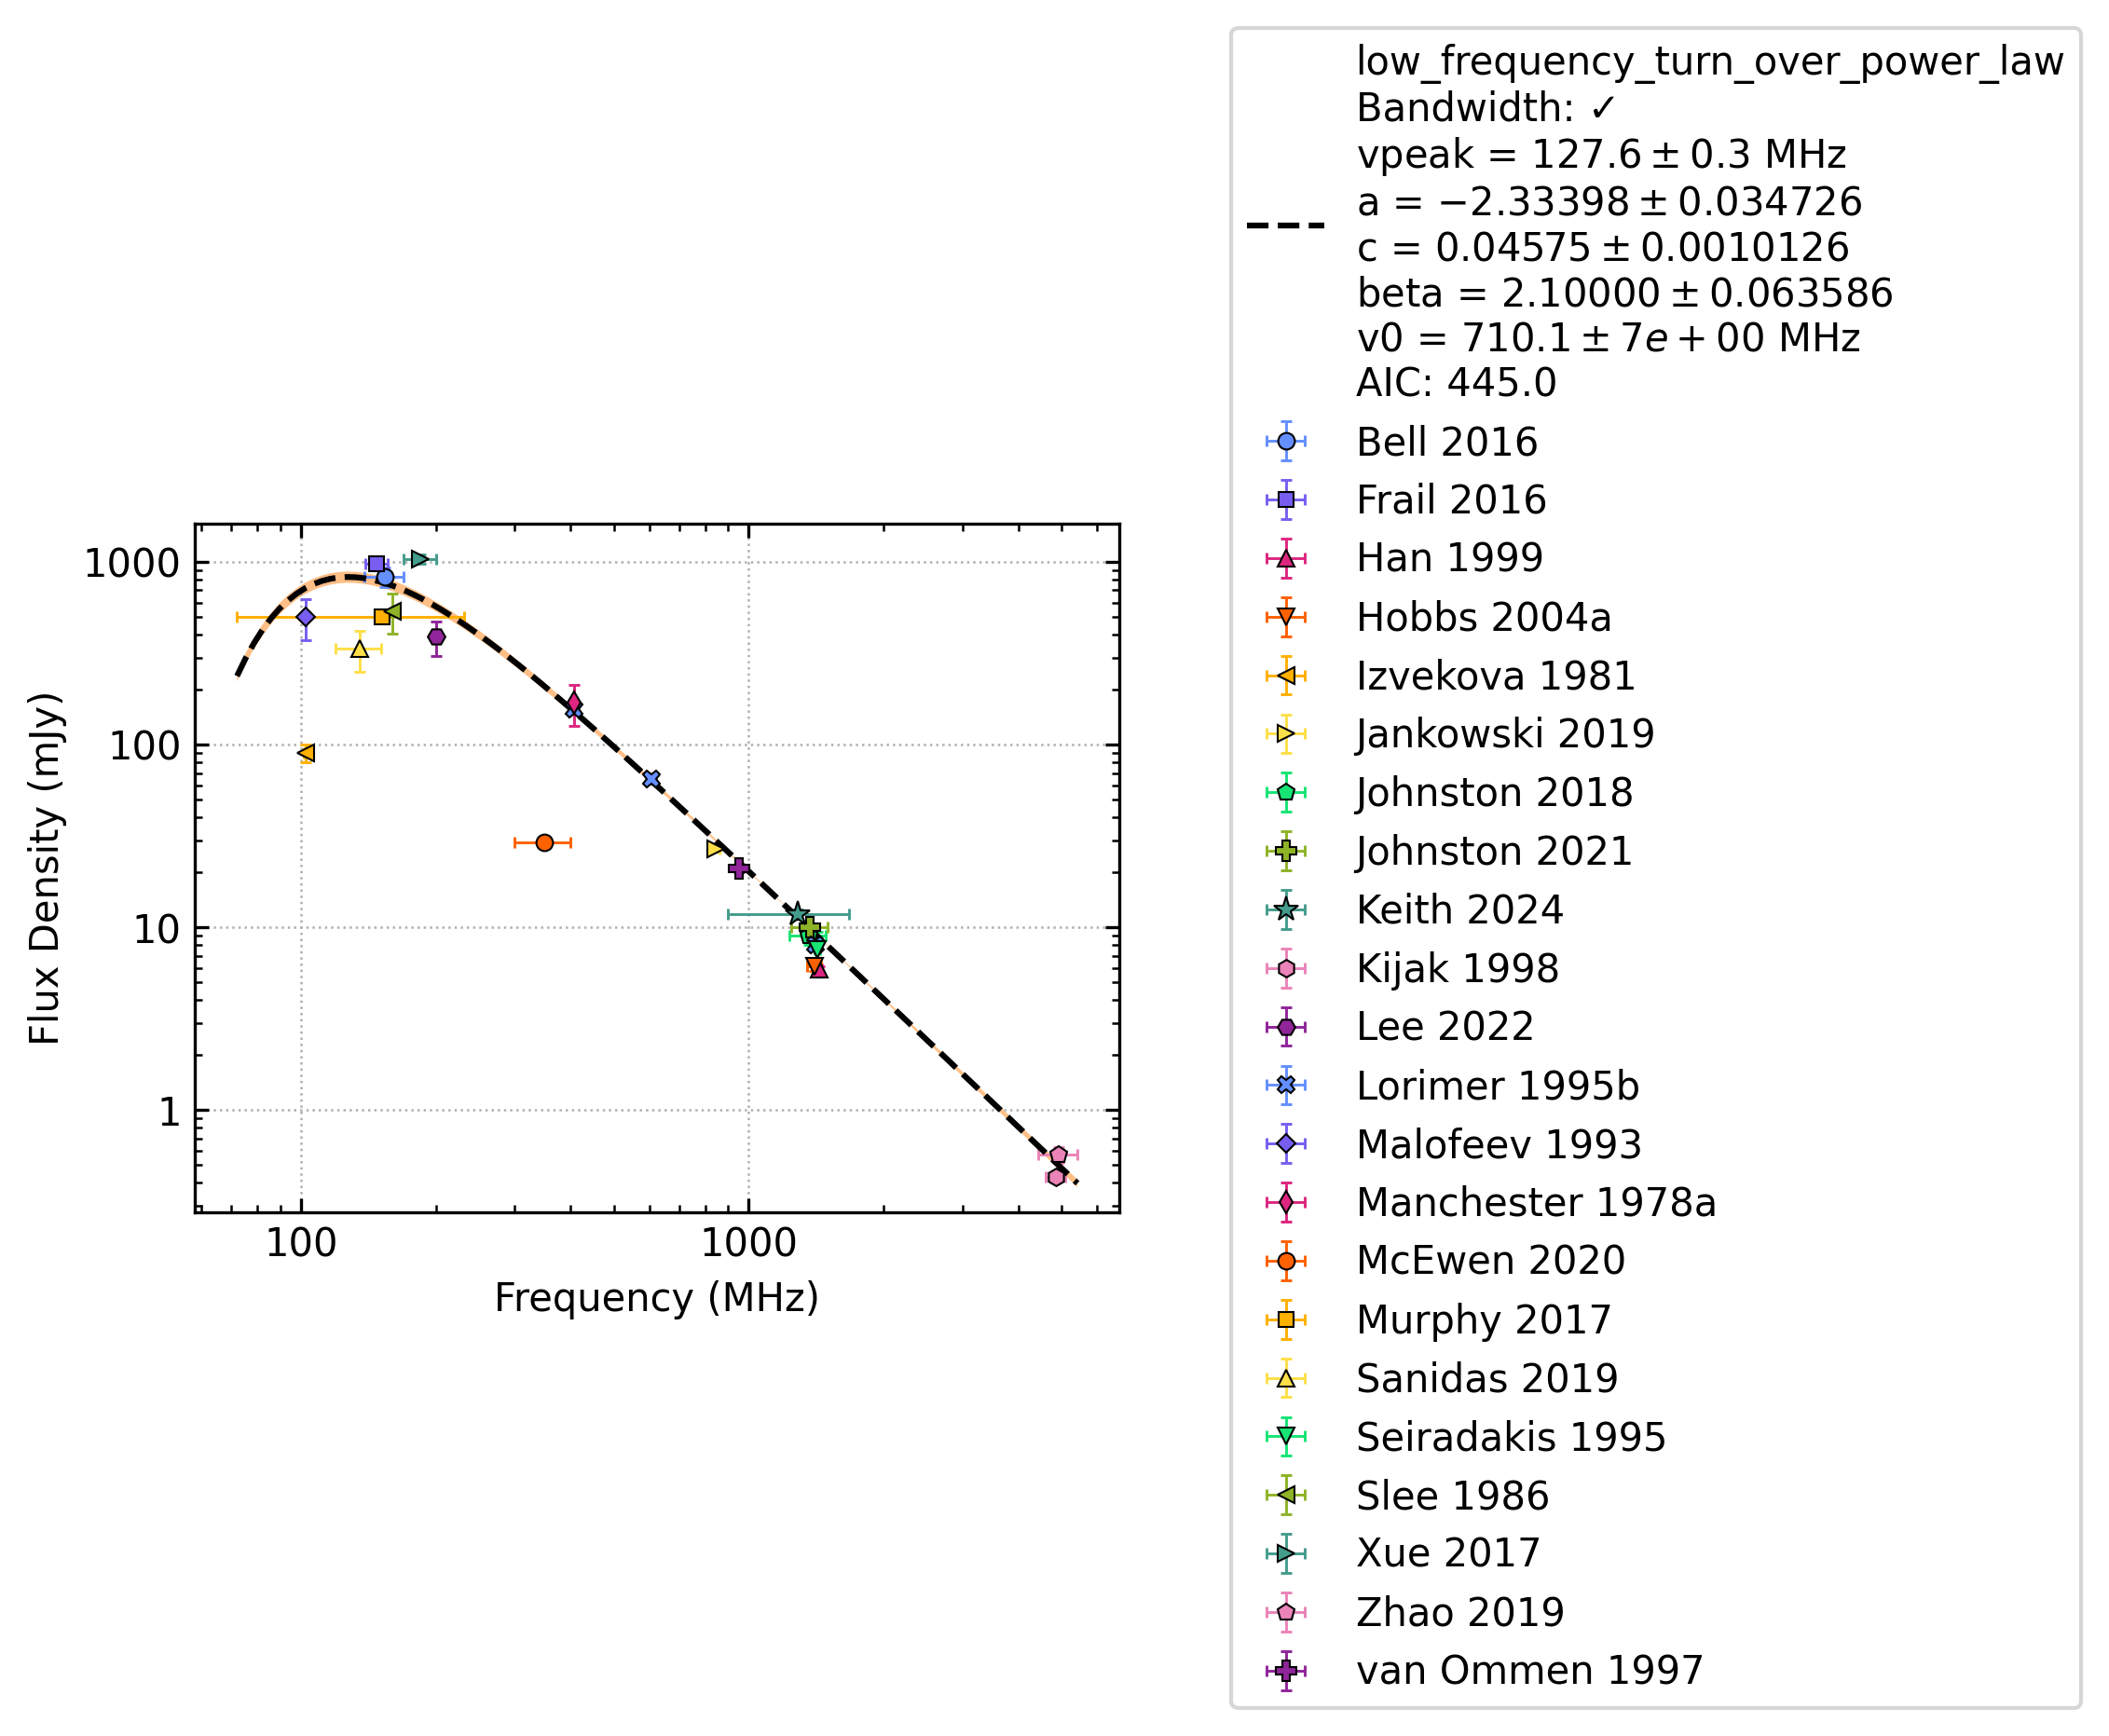 1000
100
10
1
Flux Density (mJy)
100
1000
Frequency (MHz)
low_frequency_turn_over_power_law
Bandwidth: ✓
vpeak = 127.6 ± 0.3 MHz
a = −2.33398 ± 0.034726
c = 0.04575 ± 0.0010126
beta = 2.10000 ± 0.063586
v0 = 710.1 ± 7e + 00 MHz
AIC: 445.0
Bell 2016
Frail 2016
Han 1999
Hobbs 2004a
Izvekova 1981
Jankowski 2019
Johnston 2018
Johnston 2021
Keith 2024
Kijak 1998
Lee 2022
Lorimer 1995b
Malofeev 1993
Manchester 1978a
McEwen 2020
Murphy 2017
Sanidas 2019
Seiradakis 1995
Slee 1986
Xue 2017
Zhao 2019
van Ommen 1997